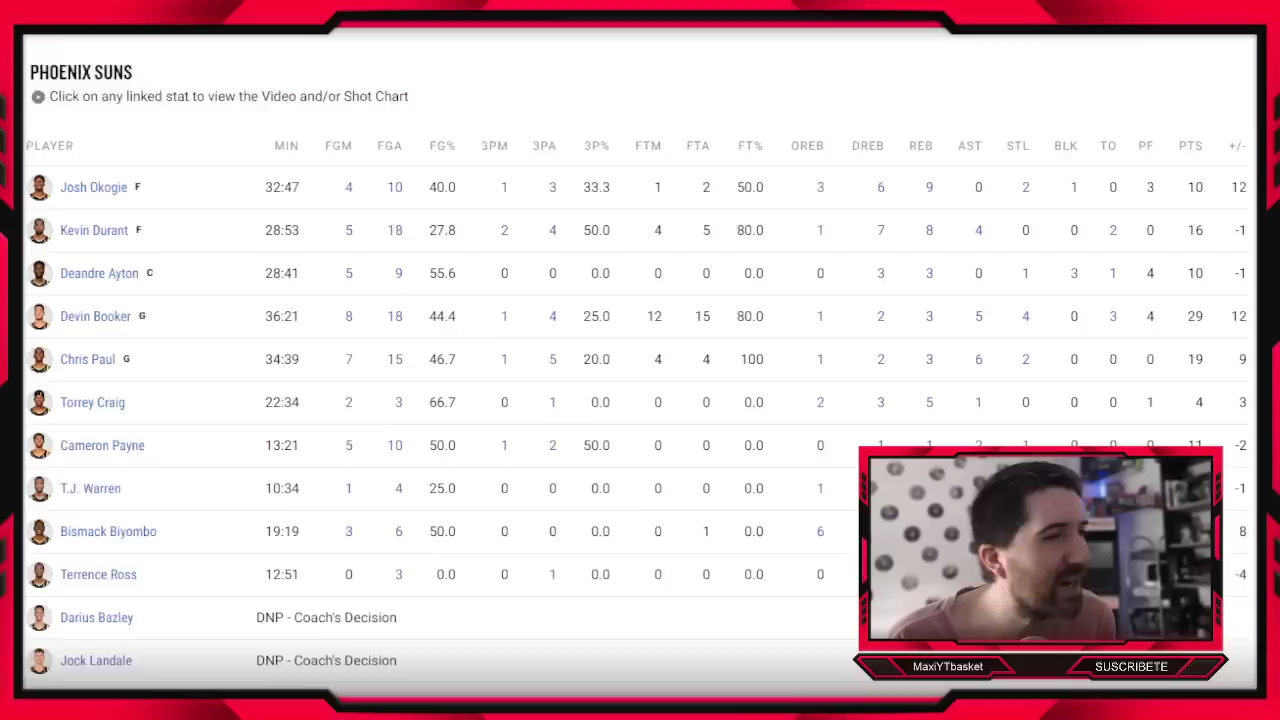 PHOENIX SUNS
Click on any linked stat to view the Video and/or Shot Chart
PLAYER MIN FGM FGA FG% 3PM 3PA 3P% FTM FTA FT% OREB DREB REB AST STL BLK TO PF PTS +/-
Josh Okogie F 32:47 4 10 40.0 1 3 33.3 1 2 50.0 3 6 9 0 2 1 0 3 10 12
Kevin Durant F 28:53 5 18 27.8 2 4 50.0 4 5 80.0 1 7 8 4 0 0 2 0 16 -1
Deandre Ayton C 28:41 5 9 55.6 0 0 0.0 0 0 0.0 0 3 3 0 1 3 1 4 10 -1
Devin Booker G 36:21 8 18 44.4 1 4 25.0 12 15 80.0 1 2 3 5 4 0 3 4 29 12
Chris Paul G 34:39 7 15 46.7 1 5 20.0 4 4 100 1 2 3 6 2 0 0 0 19 9
Torrey Craig 22:34 2 3 66.7 0 1 0.0 0 0 0.0 2 3 5 1 0 0 0 1 4 3
Cameron Payne 13:21 5 10 50.0 1 2 50.0 0 0 0.0 0 1 1 2 1 0 0 0 11 -2
T.J. Warren 10:34 1 4 25.0 0 0 0.0 0 0 0.0 1 -1
Bismack Biyombo 19:19 3 6 50.0 0 0 0.0 0 1 0.0 6 8
Terrence Ross 12:51 0 3 0.0 0 1 0.0 0 0 0.0 0 -4
Darius Bazley DNP - Coach's Decision
Jock Landale DNP - Coach's Decision
MaxiYTbasket
SUSCRIBETE